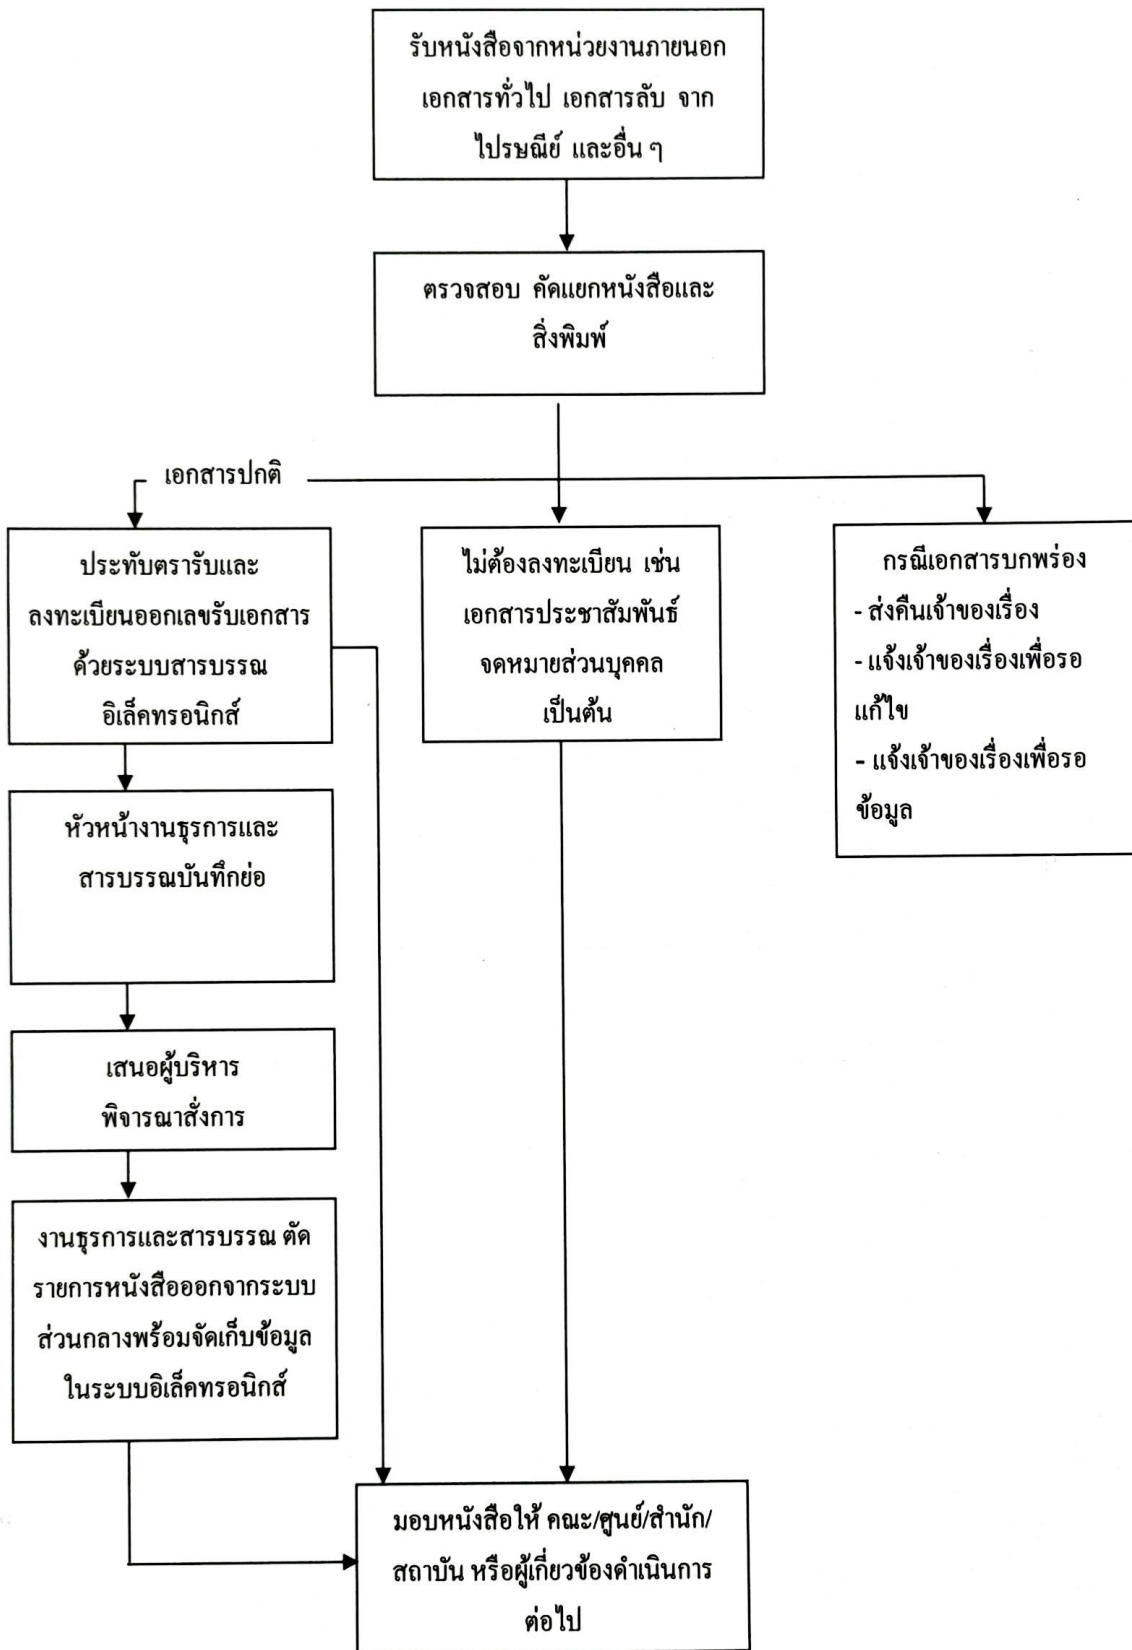 รับหนังสือจากหน่วยงานภายนอก
เอกสารทั่วไป เอกสารลับ จาก
ไปรษณีย์ และอื่น ๆ
ตรวจสอบ คัดแยกหนังสือและ
สิ่งพิมพ์
เอกสารปกติ
ประทับตรารับและ
ลงทะเบียนออกเลขรับเอกสาร
ด้วยระบบสารบรรณ
อิเล็คทรอนิกส์
ไม่ต้องลงทะเบียน เช่น
เอกสารประชาสัมพันธ์
จดหมายส่วนบุคคล
เป็นต้น
กรณีเอกสารบกพร่อง
- ส่งคืนเจ้าของเรื่อง
- แจ้งเจ้าของเรื่องเพื่อรอ
แก้ไข
- แจ้งเจ้าของเรื่องเพื่อรอ
ข้อมูล
หัวหน้างานธุรการและ
สารบรรณบันทึกย่อ
เสนอผู้บริหาร
พิจารณาสั่งการ
งานธุรการและสารบรรณ ตัด
รายการหนังสือออกจากระบบ
ส่วนกลางพร้อมจัดเก็บข้อมูล
ในระบบอิเล็คทรอนิกส์
มอบหนังสือให้ คณะ/ศูนย์/สำนัก/
สถาบัน หรือผู้เกี่ยวข้องดำเนินการ
ต่อไป